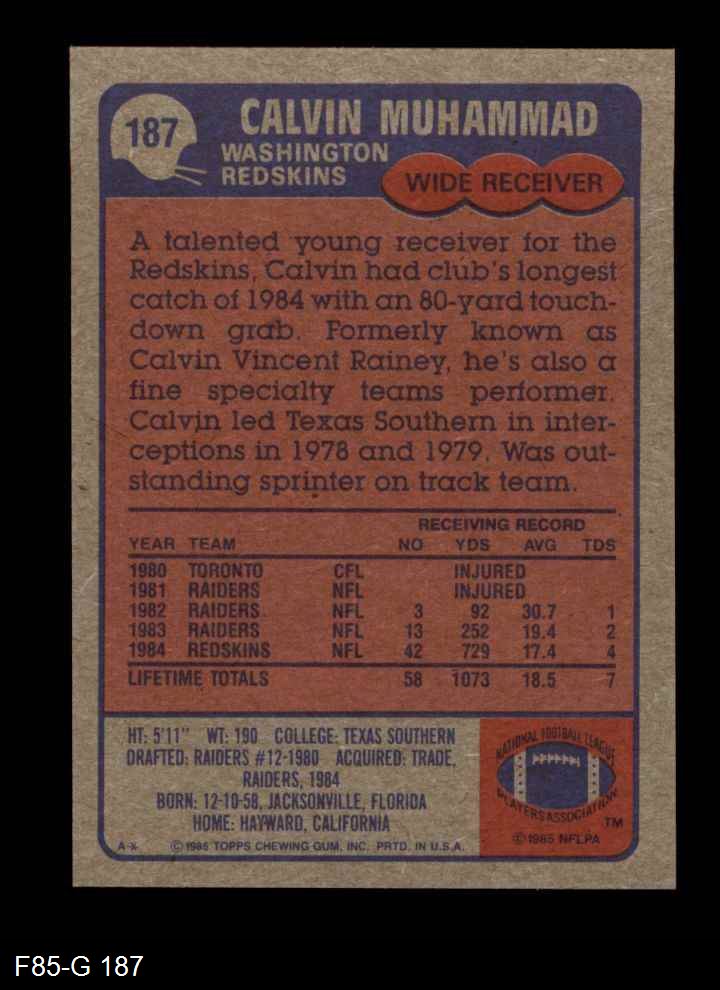 187
CALVIN MUHAMMAD
WASHINGTON
REDSKINS
WIDE RECEIVER
A talented young receiver for the
Redskins, Calvin had club's longest
catch of 1984 with an 80-yard touch-
down grab. Formerly known as
Calvin Vincent Rainey, he's also a
fine specialty teams performer.
Calvin led Texas Southern in inter-
ceptions in 1978 and 1979. Was out-
standing sprinter on track team.
RECEIVING RECORD
YEAR TEAM NO YDS AVG TDS
1980 TORONTO CFL INJURED
1981 RAIDERS NFL INJURED
1982 RAIDERS NFL 3 92 30.7 1
1983 RAIDERS NFL 13 252 19.4 2
1984 REDSKINS NFL 42 729 17.4 4
LIFETIME TOTALS 58 1073 18.5 7
HT: 5'11" WT: 190 COLLEGE: TEXAS SOUTHERN
DRAFTED: RAIDERS #12-1980 ACQUIRED: TRADE,
RAIDERS, 1984
BORN: 12-10-58, JACKSONVILLE, FLORIDA
HOME: HAYWARD, CALIFORNIA
A-X © 1985 TOPPS CHEWING GUM, INC. PRTD. IN U.S.A.
NATIONAL FOOTBALL LEAGUE
PLAYERS ASSOCIATION
TM
© 1985 NFLPA
F85-G 187